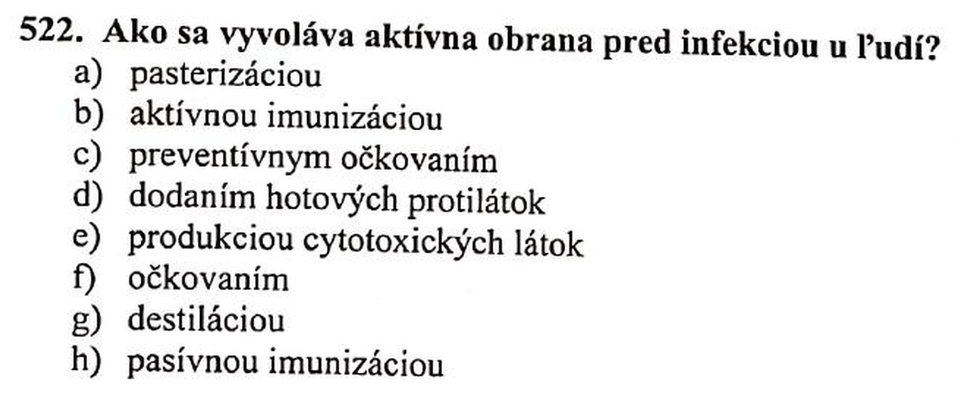 522. Ako sa vyvoláva aktívna obrana pred infekciou u ľudí?
a) pasterizáciou
b) aktívnou imunizáciou
c) preventívnym očkovaním
d) dodaním hotových protilátok
e) produkciou cytotoxických látok
f) očkovaním
g) destiláciou
h) pasívnou imunizáciou